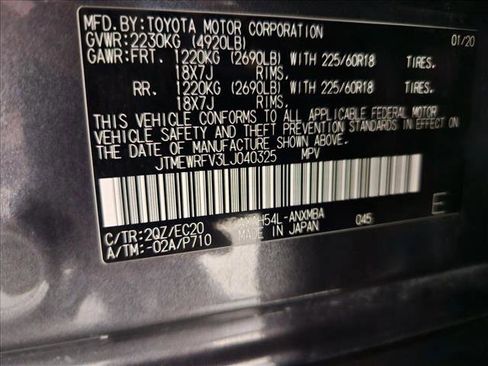 MFD.BY:TOYOTA MOTOR CORPORATION 01/20
GVWR:2230KG (4920LB)
GAWR:FRT. 1220KG (2690LB) WITH 225/60R18 TIRES.
18X7J RIMS.
RR. 1220KG (2690LB) WITH 225/60R18 TIRES.
18X7J RIMS.
THIS VEHICLE CONFORMS TO ALL APPLICABLE FEDERAL MOTOR
VEHICLE SAFETY AND THEFT PREVENTION STANDARDS IN EFFECT
ON THE DATE OF MANUFACTURE SHOWN ABOVE.
JTMEWRFV3LJ040325 MPV
C/TR:2QZ/EC20 045 E
A/TM:-02A/P710 MADE IN JAPAN